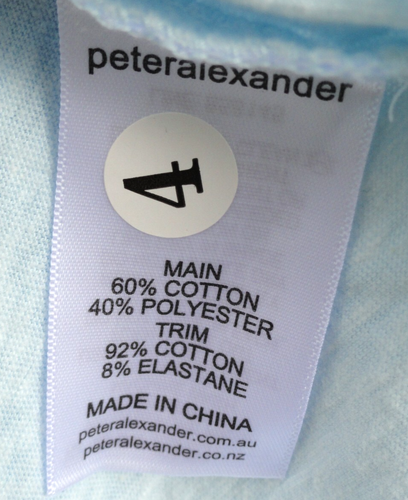 peteralexander
4
MAIN
60% COTTON
40% POLYESTER
TRIM
92% COTTON
8% ELASTANE
MADE IN CHINA
peteralexander.com.au
peteralexander.co.nz